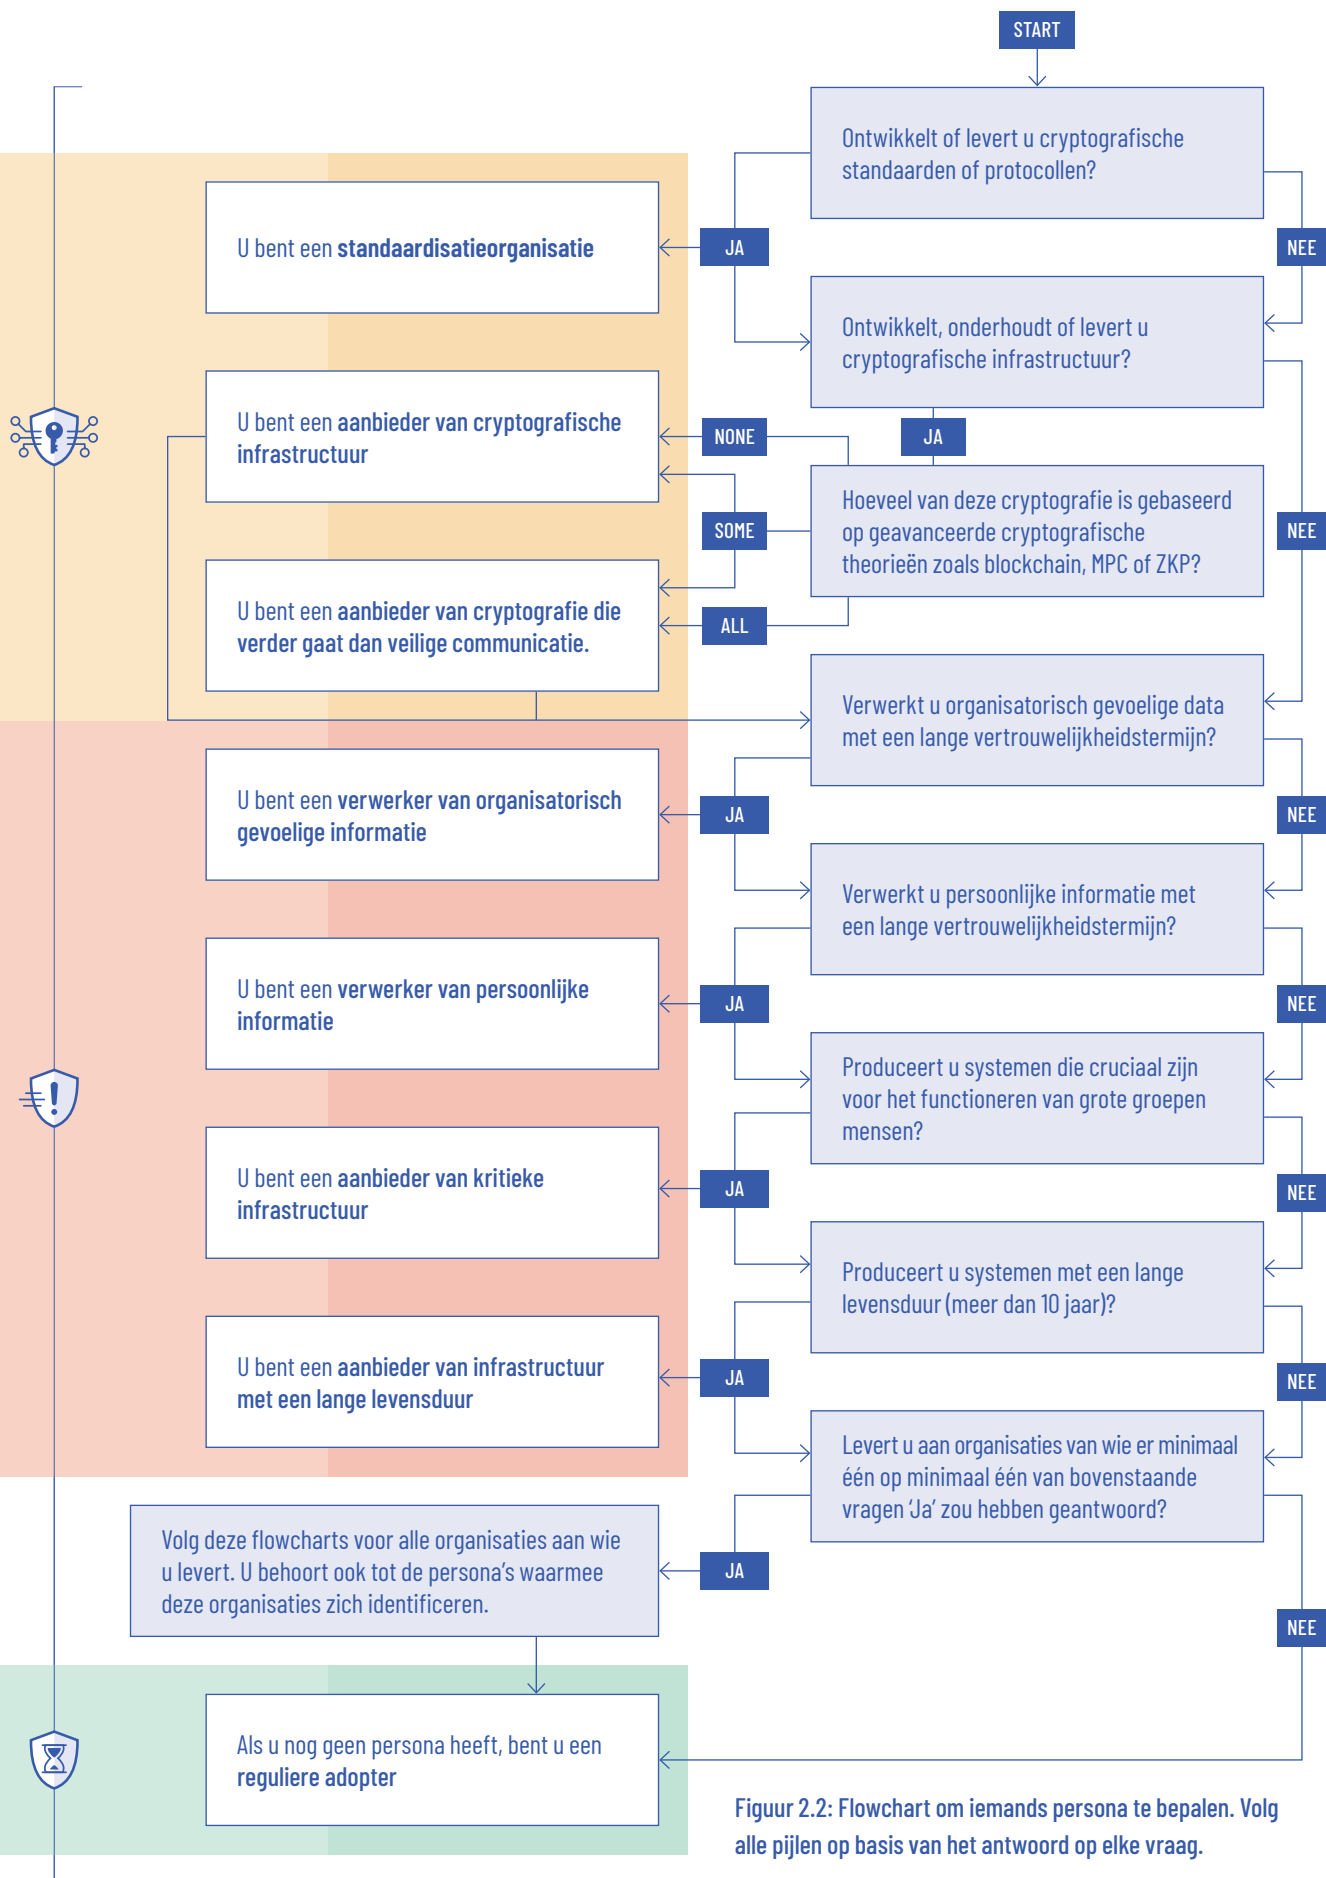 START
Ontwikkelt of levert u cryptografische
standaarden of protocollen?
JA
NEE
U bent een standaardisatieorganisatie
Ontwikkelt, onderhoudt of levert u
cryptografische infrastructuur?
JA
NEE
Hoeveel van deze cryptografie is gebaseerd
op geavanceerde cryptografische
theorieën zoals blockchain, MPC of ZKP?
NONE
SOME
ALL
U bent een aanbieder van cryptografische
infrastructuur
U bent een aanbieder van cryptografie die
verder gaat dan veilige communicatie.
Verwerkt u organisatorisch gevoelige data
met een lange vertrouwelijkheidstermijn?
JA
NEE
U bent een verwerker van organisatorisch
gevoelige informatie
Verwerkt u persoonlijke informatie met
een lange vertrouwelijkheidstermijn?
JA
NEE
U bent een verwerker van persoonlijke
informatie
Produceert u systemen die cruciaal zijn
voor het functioneren van grote groepen
mensen?
JA
NEE
U bent een aanbieder van kritieke
infrastructuur
Produceert u systemen met een lange
levensduur (meer dan 10 jaar)?
JA
NEE
U bent een aanbieder van infrastructuur
met een lange levensduur
Levert u aan organisaties van wie er minimaal
één op minimaal één van bovenstaande
vragen ‘Ja’ zou hebben geantwoord?
JA
NEE
Volg deze flowcharts voor alle organisaties aan wie
u levert. U behoort ook tot de persona’s waarmee
deze organisaties zich identificeren.
Als u nog geen persona heeft, bent u een
reguliere adopter
Figuur 2.2: Flowchart om iemands persona te bepalen. Volg
alle pijlen op basis van het antwoord op elke vraag.